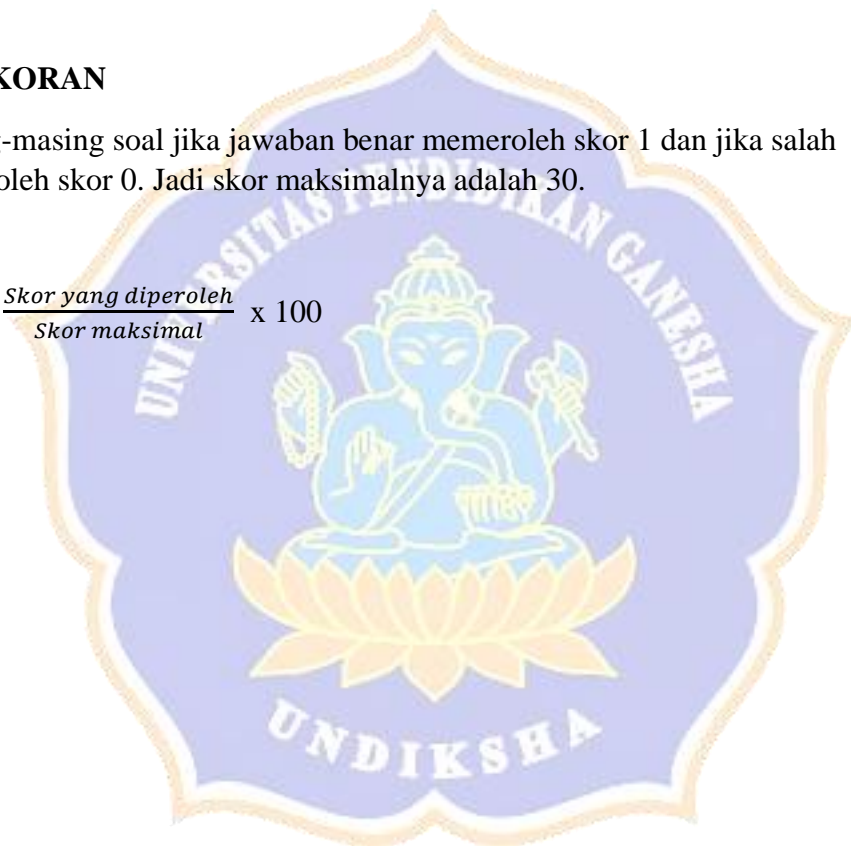 KORAN
g-masing soal jika jawaban benar memeroleh skor 1 dan jika salah
oleh skor 0. Jadi skor maksimalnya adalah 30.
Skor yang diperoleh
Skor maksimal
x 100
UNIVERSITAS PENDIDIKAN GANESHA
UNDIKSHA